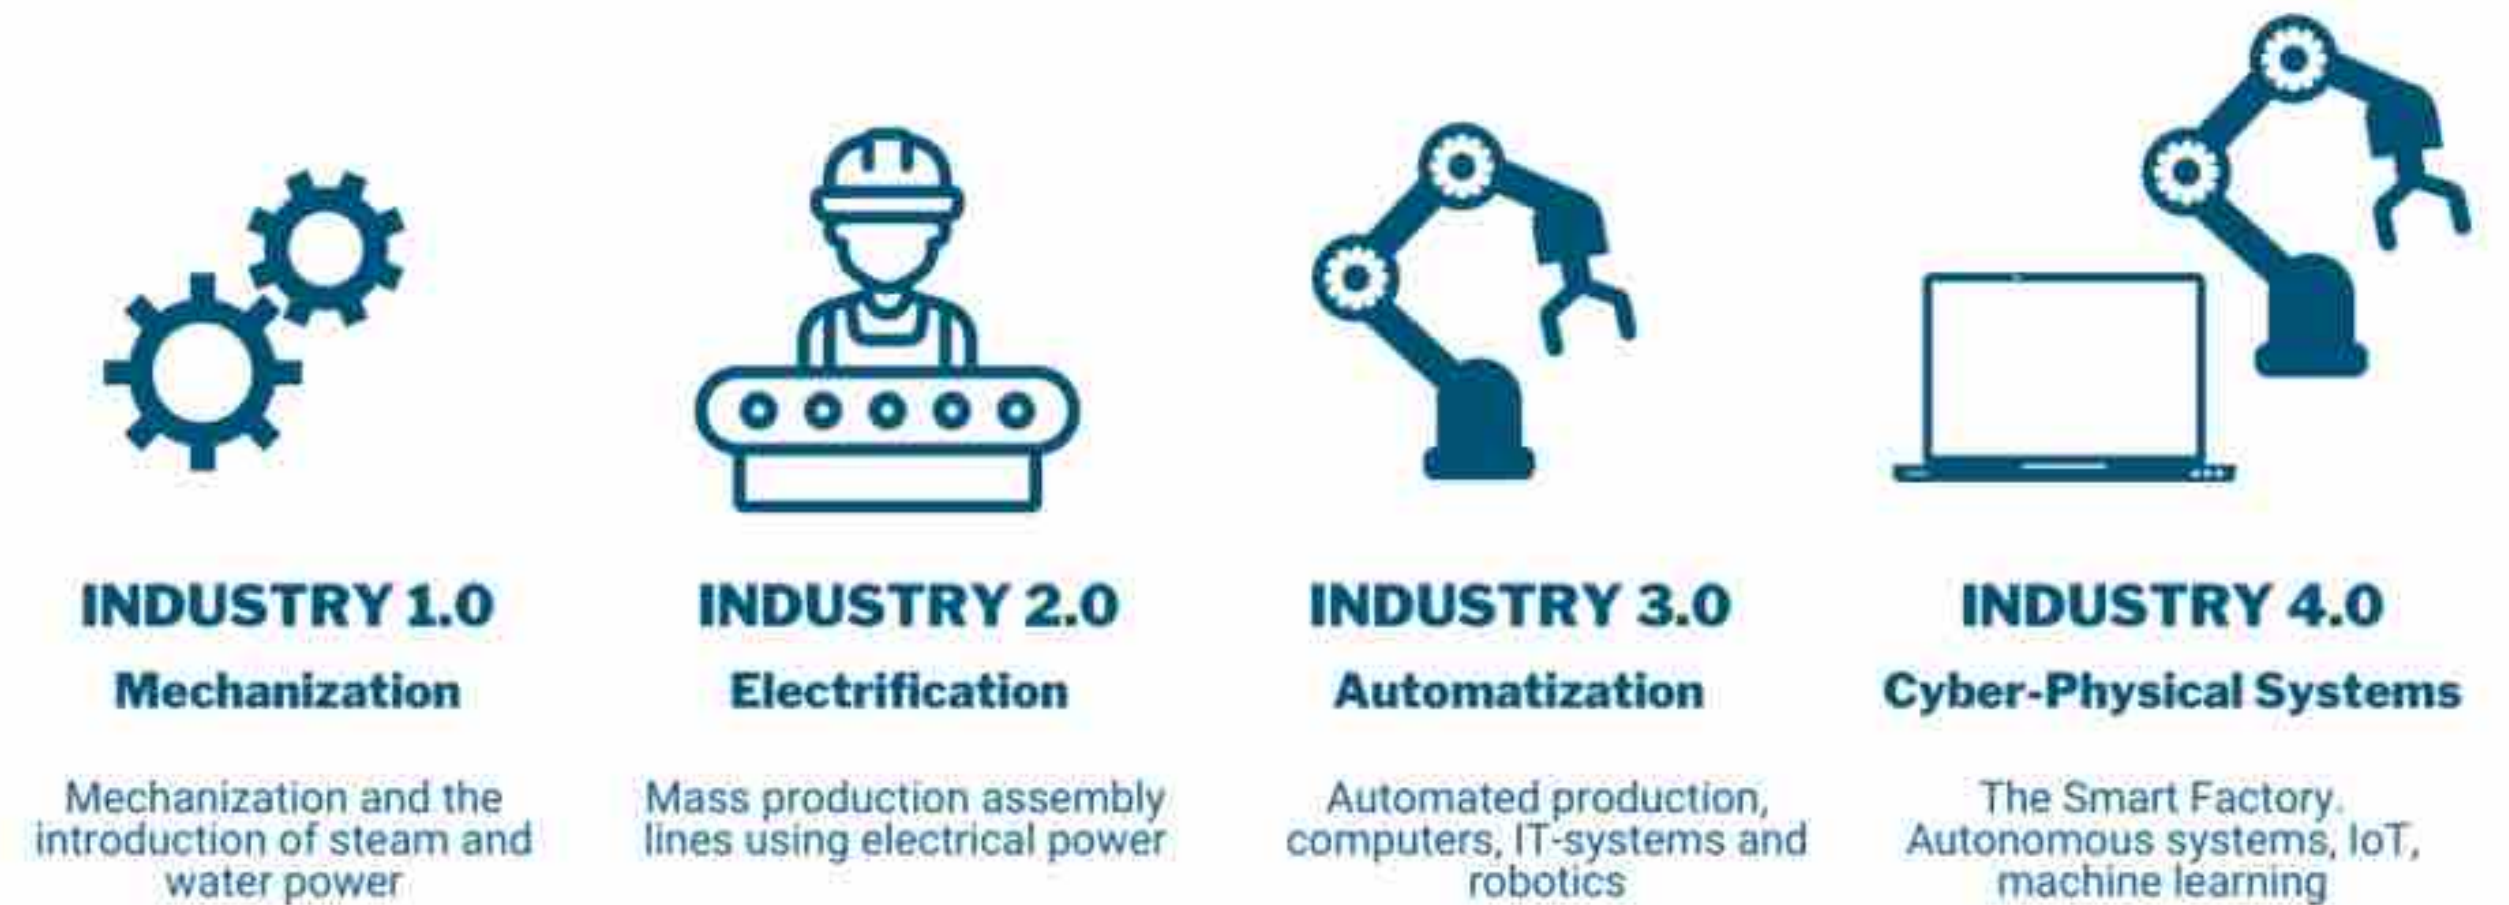 INDUSTRY 1.0
Mechanization
Mechanization and the
introduction of steam and
water power
INDUSTRY 2.0
Electrification
Mass production assembly
lines using electrical power
INDUSTRY 3.0
Automatization
Automated production,
computers, IT-systems and
robotics
INDUSTRY 4.0
Cyber-Physical Systems
The Smart Factory.
Autonomous systems, IoT,
machine learning